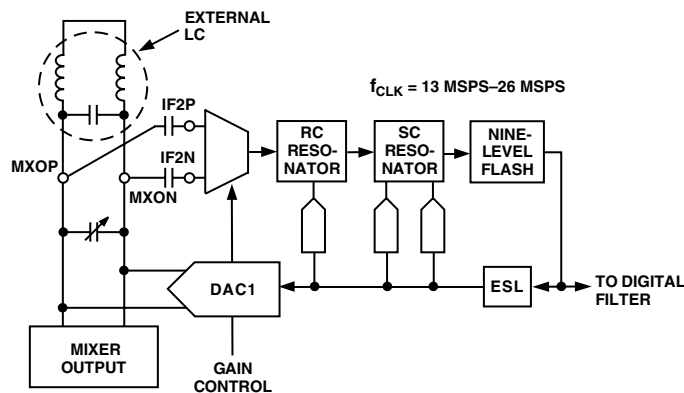 EXTERNAL
LC
f_CLK = 13 MSPS–26 MSPS
IF2P
RC
RESO-
NATOR
SC
RESO-
NATOR
NINE-
LEVEL
FLASH
MXOP
IF2N
MXON
DAC1
ESL
TO DIGITAL
FILTER
MIXER
OUTPUT
GAIN
CONTROL